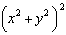 (x² + y²)²